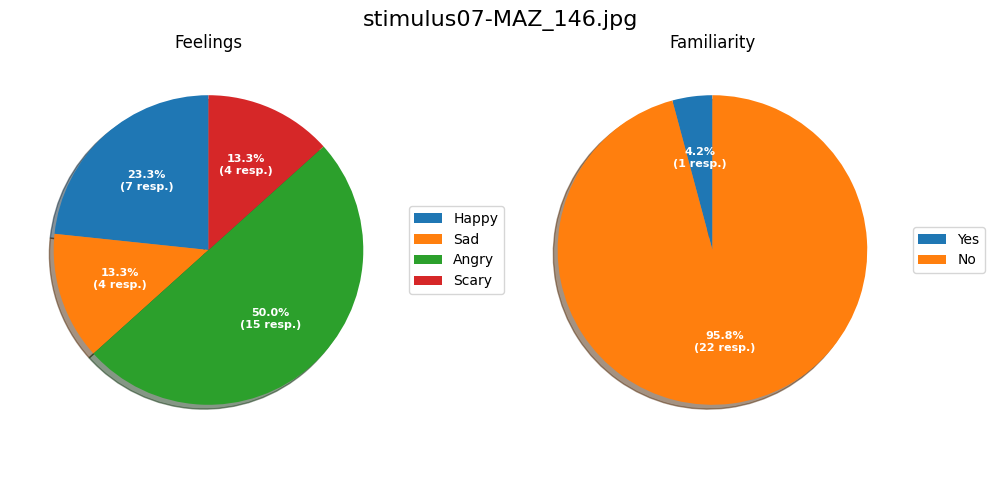 stimulus07-MAZ_146.jpg
Feelings
23.3%
(7 resp.)
13.3%
(4 resp.)
50.0%
(15 resp.)
13.3%
(4 resp.)
Happy
Sad
Angry
Scary
Familiarity
4.2%
(1 resp.)
95.8%
(22 resp.)
Yes
No